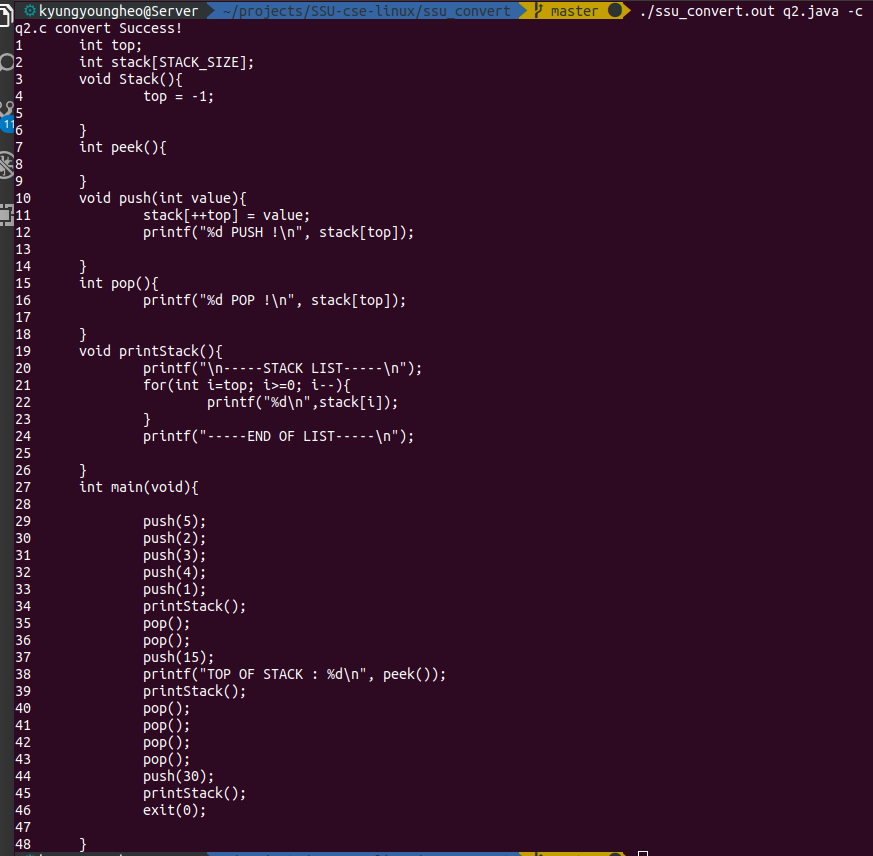 kyungyoungheo@Server ~/projects/SSU-cse-linux/ssu_convert master ./ssu_convert.out q2.java -c
q2.c convert Success!
1 int top;
2 int stack[STACK_SIZE];
3 void Stack(){
4 top = -1;
5
6 }
7 int peek(){
8
9 }
10 void push(int value){
11 stack[++top] = value;
12 printf("%d PUSH !\n", stack[top]);
13
14 }
15 int pop(){
16 printf("%d POP !\n", stack[top]);
17
18 }
19 void printStack(){
20 printf("\n-----STACK LIST-----\n");
21 for(int i=top; i>=0; i--){
22 printf("%d\n",stack[i]);
23 }
24 printf("-----END OF LIST-----\n");
25
26 }
27 int main(void){
28
29 push(5);
30 push(2);
31 push(3);
32 push(4);
33 push(1);
34 printStack();
35 pop();
36 pop();
37 push(15);
38 printf("TOP OF STACK : %d\n", peek());
39 printStack();
40 pop();
41 pop();
42 pop();
43 pop();
44 push(30);
45 printStack();
46 exit(0);
47
48 }
11